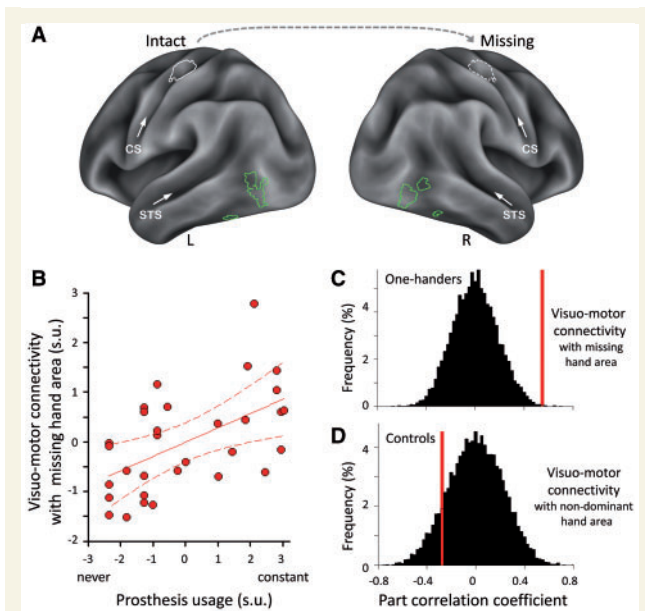 A
Intact
Missing
CS
CS
STS
STS
L
R
B
Visuo-motor connectivity
with missing hand area (s.u.)
3
2
1
0
-1
-2
-3
-2
-1
0
1
2
3
never
constant
Prosthesis usage (s.u.)
C
One-handers
Frequency (%)
4
2
0
Visuo-motor
connectivity
with missing
hand area
D
Controls
Frequency (%)
4
2
0
Visuo-motor
connectivity
with non-dominant
hand area
-0.8
-0.4
0
0.4
0.8
Part correlation coefficient